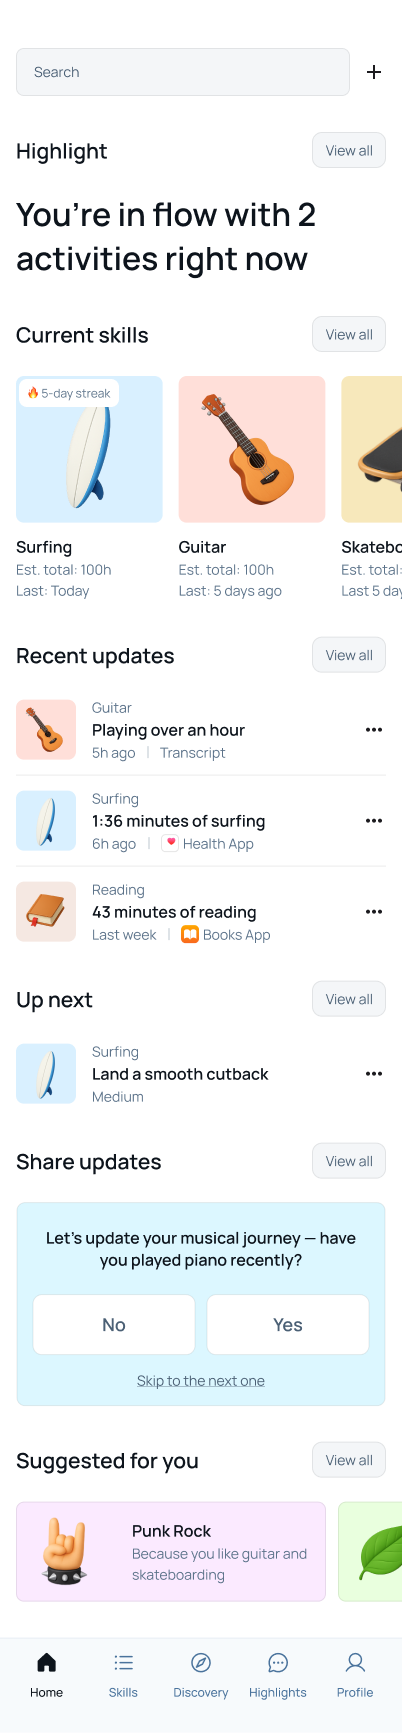 Search
Highlight
View all
You're in flow with 2
activities right now
Current skills
View all
5-day streak
Surfing
Est. total: 100h
Last: Today
Guitar
Est. total: 100h
Last: 5 days ago
Skatebo
Est. total:
Last 5 day
Recent updates
View all
Guitar
Playing over an hour
5h ago | Transcript
Surfing
1:36 minutes of surfing
6h ago | Health App
Reading
43 minutes of reading
Last week | Books App
Up next
View all
Surfing
Land a smooth cutback
Medium
Share updates
View all
Let's update your musical journey — have
you played piano recently?
No
Yes
Skip to the next one
Suggested for you
View all
Punk Rock
Because you like guitar and
skateboarding
Home
Skills
Discovery
Highlights
Profile